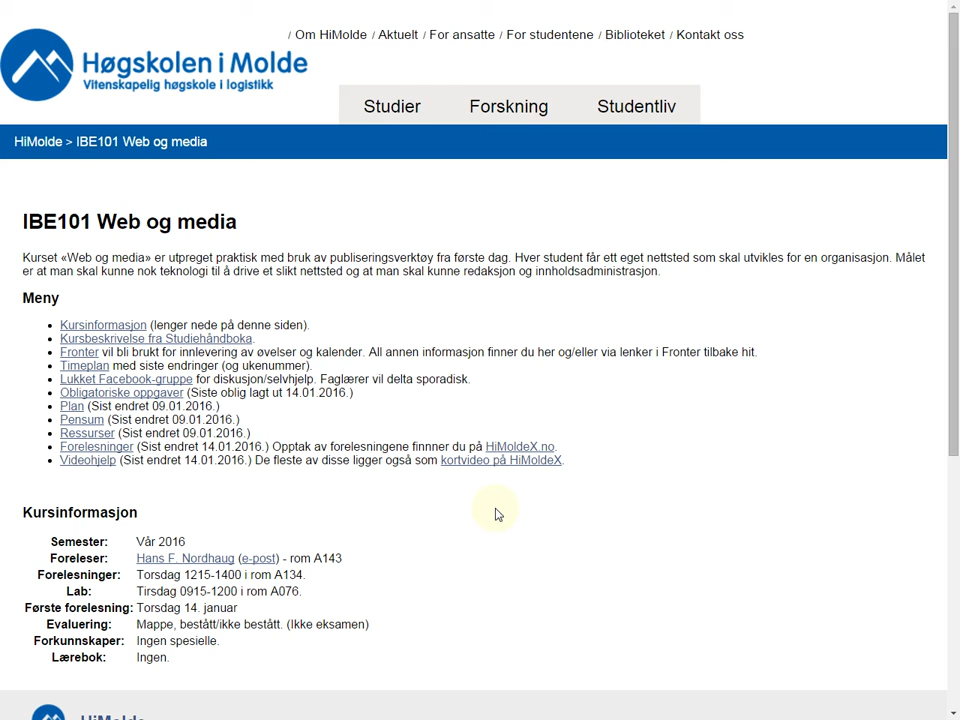 / Om HiMolde / Aktuelt / For ansatte / For studentene / Biblioteket / Kontakt oss
Høgskolen i Molde
Vitenskapelig høgskole i logistikk
Studier Forskning Studentliv
HiMolde > IBE101 Web og media
IBE101 Web og media
Kurset «Web og media» er utpreget praktisk med bruk av publiseringsverktøy fra første dag. Hver student får ett eget nettsted som skal utvikles for en organisasjon. Målet
er at man skal kunne nok teknologi til å drive et slikt nettsted og at man skal kunne redaksjon og innholdsadministrasjon.
Meny
• Kursinformasjon (lenger nede på denne siden).
• Kursbeskrivelse fra Studiehåndboka.
• Fronter vil bli brukt for innlevering av øvelser og kalender. All annen informasjon finner du her og/eller via lenker i Fronter tilbake hit.
• Timeplan med siste endringer (og ukenummer).
• Lukket Facebook-gruppe for diskusjon/selvhjelp. Faglærer vil delta sporadisk.
• Obligatoriske oppgaver (Siste oblig lagt ut 14.01.2016.)
• Plan (Sist endret 09.01.2016.)
• Pensum (Sist endret 09.01.2016.)
• Ressurser (Sist endret 09.01.2016.)
• Forelesninger (Sist endret 14.01.2016.) Opptak av forelesningene finnner du på HiMoldeX.no.
• Videohjelp (Sist endret 14.01.2016.) De fleste av disse ligger også som kortvideo på HiMoldeX.
Kursinformasjon
Semester: Vår 2016
Foreleser: Hans F. Nordhaug (e-post) - rom A143
Forelesninger: Torsdag 1215-1400 i rom A134.
Lab: Tirsdag 0915-1200 i rom A076.
Første forelesning: Torsdag 14. januar
Evaluering: Mappe, bestått/ikke bestått. (Ikke eksamen)
Forkunnskaper: Ingen spesielle.
Lærebok: Ingen.
HiMolde